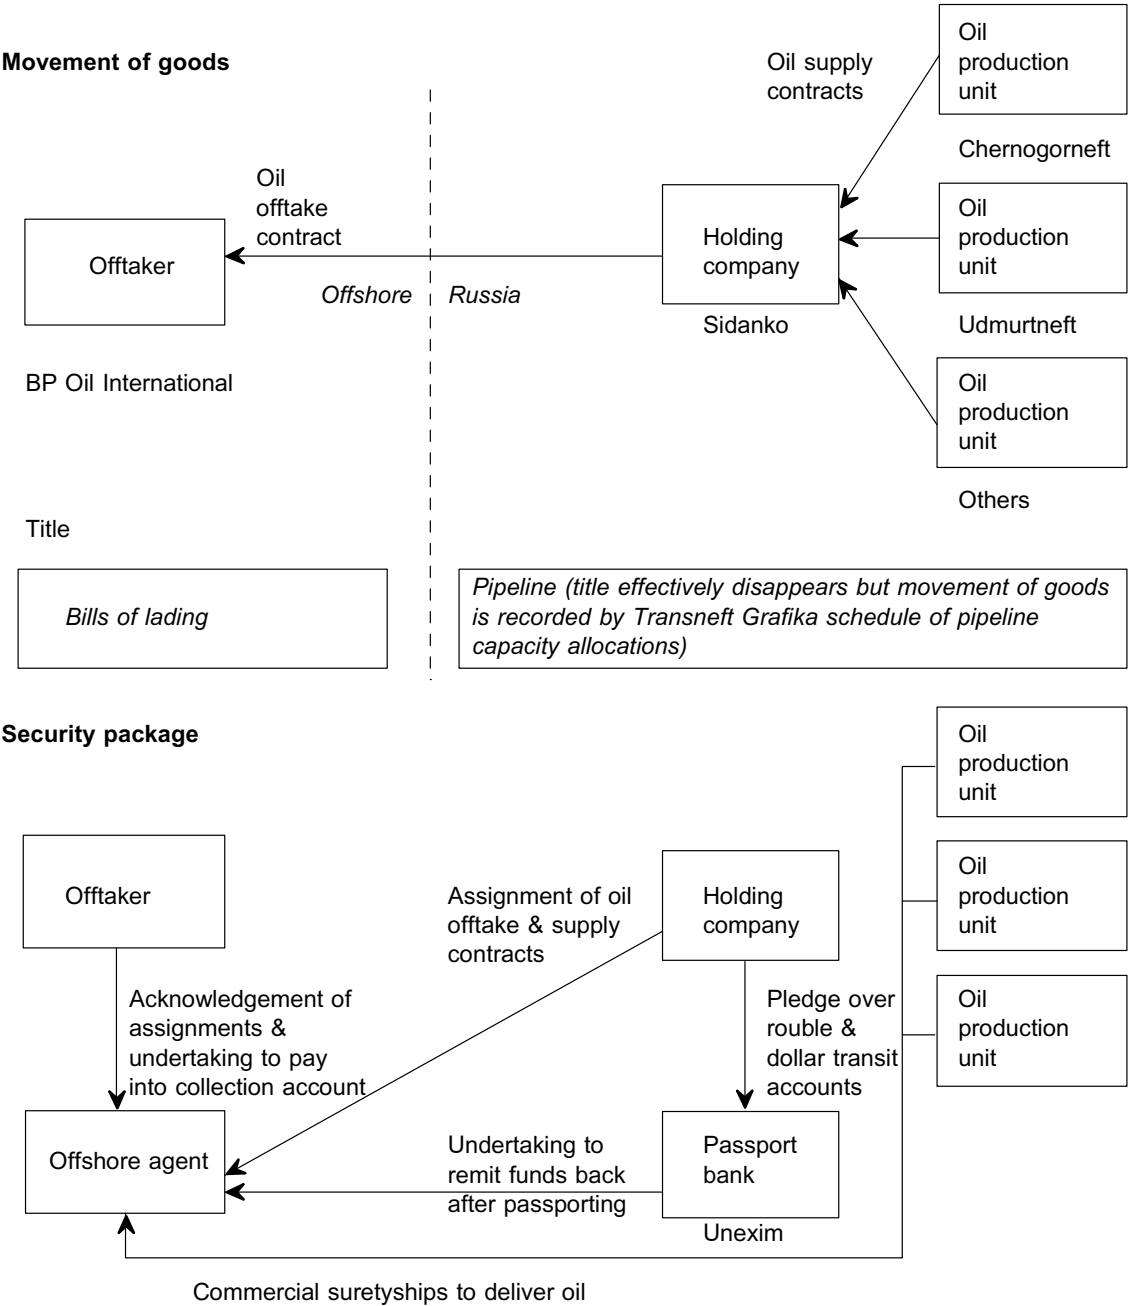 Movement of goods
Oil supply
contracts
Oil
production
unit
Chernogorneft
Oil
offtake
contract
Offtaker
BP Oil International
Offshore
Russia
Holding
company
Sidanko
Oil
production
unit
Udmurtneft
Oil
production
unit
Others
Title
Bills of lading
Pipeline (title effectively disappears but movement of goods
is recorded by Transneft Grafika schedule of pipeline
capacity allocations)
Security package
Oil
production
unit
Oil
production
unit
Oil
production
unit
Offtaker
Assignment of oil
offtake & supply
contracts
Holding
company
Acknowledgement of
assignments &
undertaking to pay
into collection account
Pledge over
rouble &
dollar transit
accounts
Offshore agent
Undertaking to
remit funds back
after passporting
Passport
bank
Unexim
Commercial suretyships to deliver oil